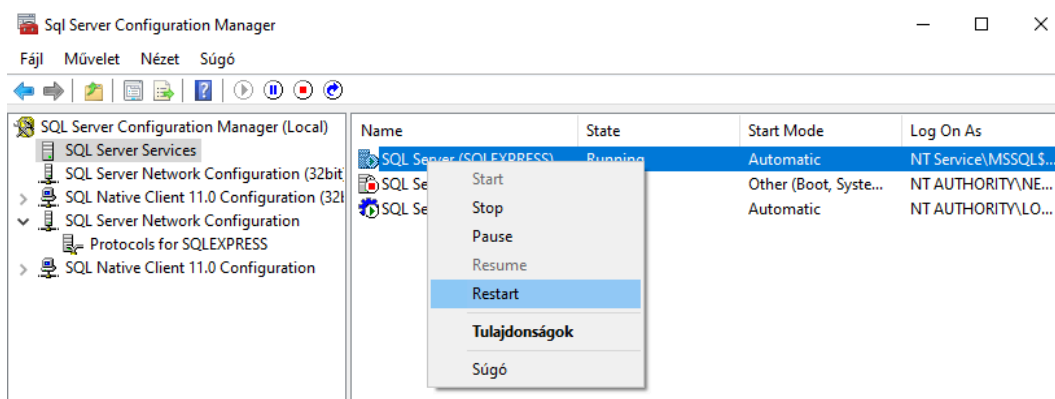 Sql Server Configuration Manager
Fájl Művelet Nézet Súgó
SQL Server Configuration Manager (Local)
SQL Server Services
SQL Server Network Configuration (32bit
SQL Native Client 11.0 Configuration (32
SQL Server Network Configuration
Protocols for SQLEXPRESS
SQL Native Client 11.0 Configuration
Name State Start Mode Log On As
SQL Server (SQLEXPRESS) Running Automatic NT Service\MSSQL$...
SQL Se Other (Boot, Syste... NT AUTHORITY\NE...
SQL Se Automatic NT AUTHORITY\LO...
Start
Stop
Pause
Resume
Restart
Tulajdonságok
Súgó